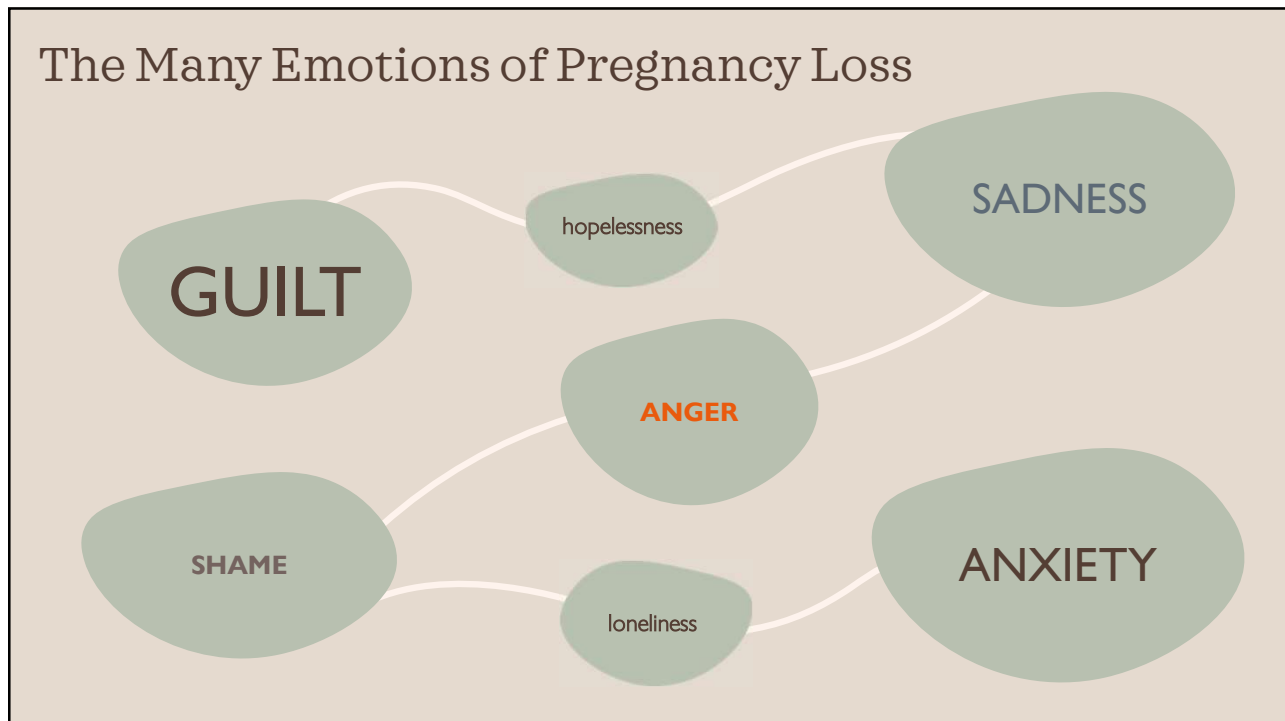 The Many Emotions of Pregnancy Loss
SADNESS
hopelessness
GUILT
ANGER
SHAME
ANXIETY
loneliness